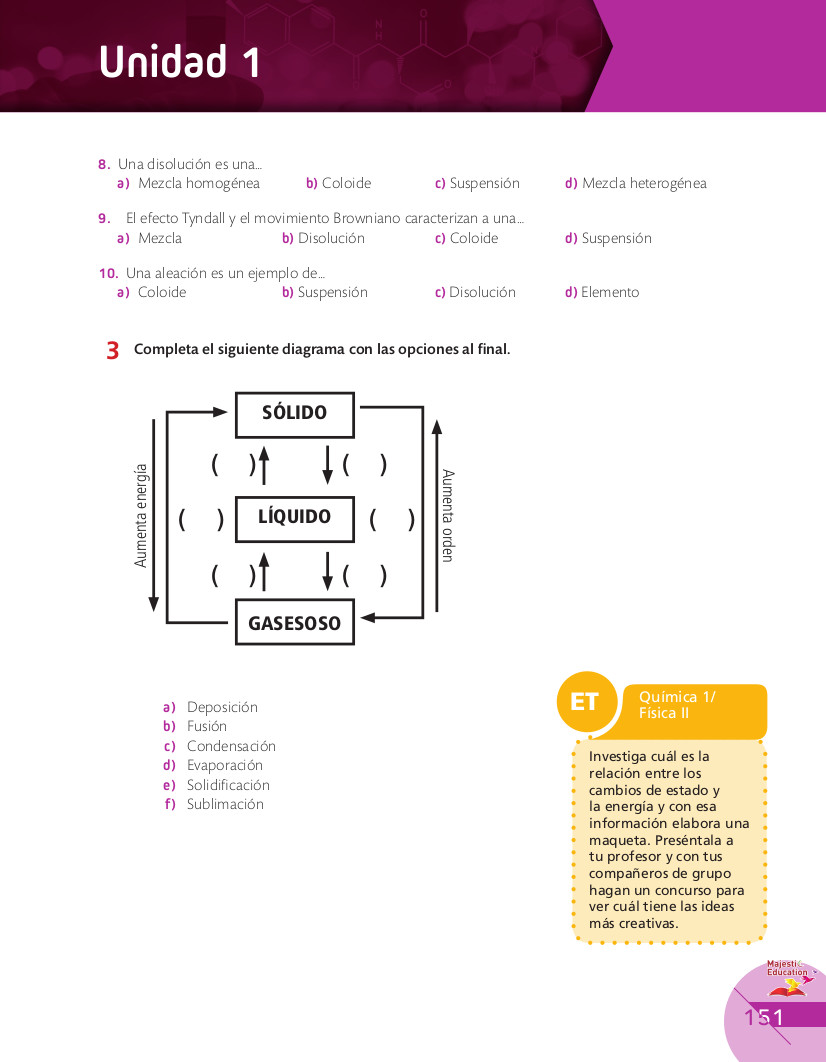 Unidad 1
N
H
O
O
8. Una disolución es una...
a) Mezcla homogénea b) Coloide c) Suspensión d) Mezcla heterogénea
9. El efecto Tyndall y el movimiento Browniano caracterizan a una...
a) Mezcla b) Disolución c) Coloide d) Suspensión
10. Una aleación es un ejemplo de...
a) Coloide b) Suspensión c) Disolución d) Elemento
3 Completa el siguiente diagrama con las opciones al final.
SÓLIDO
( ) ( )
Aumenta energía
Aumenta orden
( ) LÍQUIDO ( )
( ) ( )
GASESOSO
a) Deposición
b) Fusión
c) Condensación
d) Evaporación
e) Solidificación
f) Sublimación
ET
Química 1/
Física II
Investiga cuál es la
relación entre los
cambios de estado y
la energía y con esa
información elabora una
maqueta. Preséntala a
tu profesor y con tus
compañeros de grupo
hagan un concurso para
ver cuál tiene las ideas
más creativas.
Majestic
Education
151